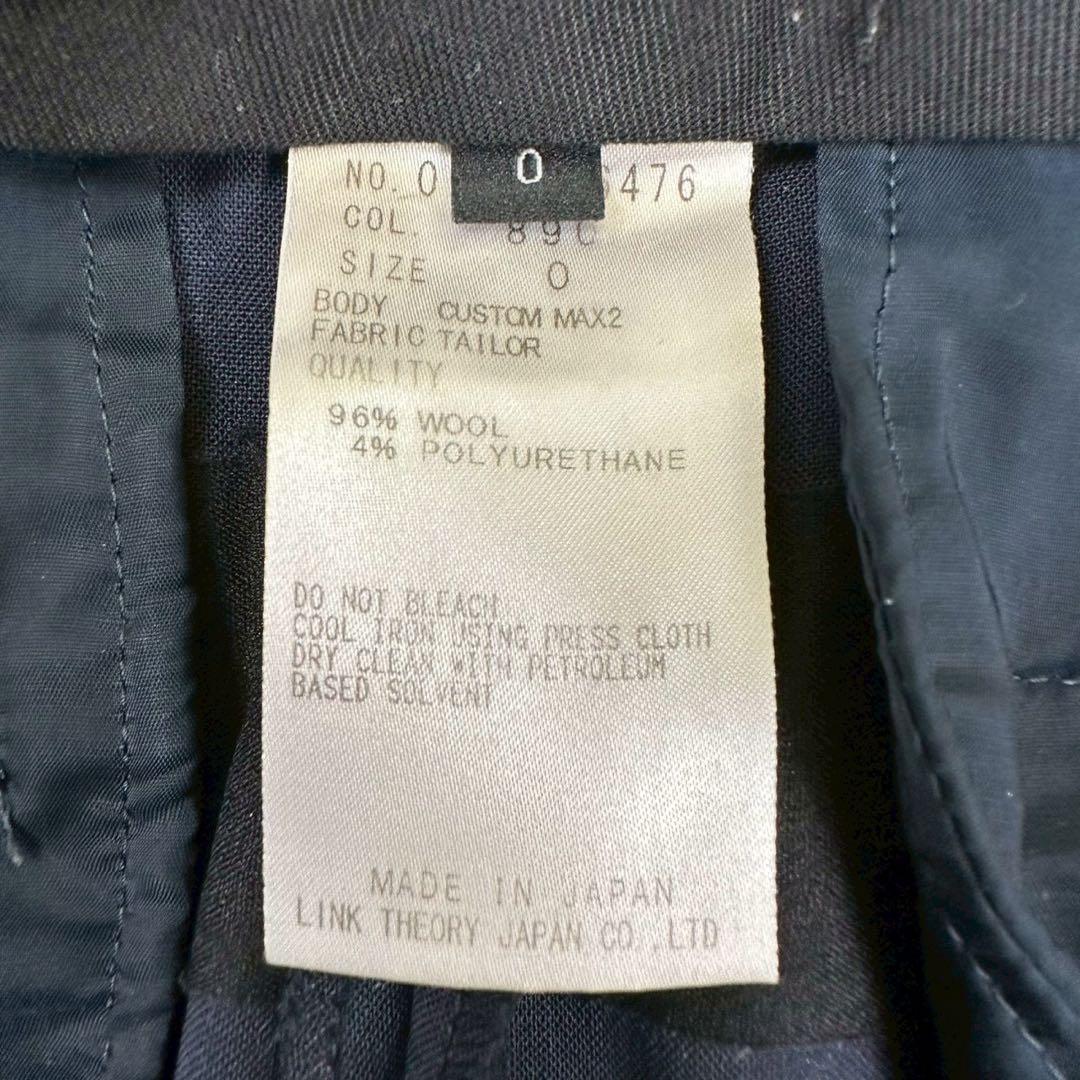 0
NO. 0 6476
COL. 890
SIZE 0
BODY CUSTOM MAX2
FABRIC TAILOR
QUALITY
96% WOOL
4% POLYURETHANE
DO NOT BLEACH
COOL IRON USING PRESS CLOTH
DRY CLEAN WITH PETROLEUM
BASED SOLVENT
MADE IN JAPAN
LINK THEORY JAPAN CO.,LTD